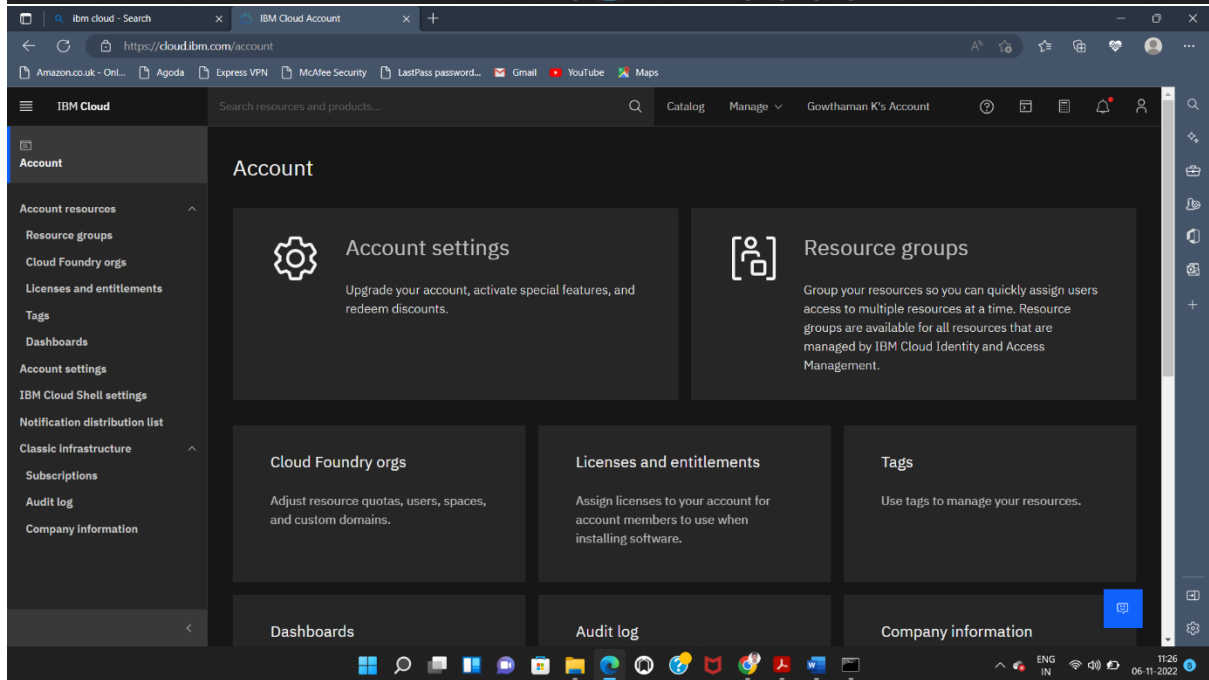 ibm cloud - Search
IBM Cloud Account
https://cloud.ibm.com/account
Amazon.co.uk - Onl...
Agoda
Express VPN
McAfee Security
LastPass password...
Gmail
YouTube
Maps
IBM Cloud
Search resources and products...
Catalog
Manage
Gowthaman K's Account
Account
Account resources
Resource groups
Cloud Foundry orgs
Licenses and entitlements
Tags
Dashboards
Account settings
IBM Cloud Shell settings
Notification distribution list
Classic infrastructure
Subscriptions
Audit log
Company information
Account
Account settings
Upgrade your account, activate special features, and
redeem discounts.
Resource groups
Group your resources so you can quickly assign users
access to multiple resources at a time. Resource
groups are available for all resources that are
managed by IBM Cloud Identity and Access
Management.
Cloud Foundry orgs
Adjust resource quotas, users, spaces,
and custom domains.
Licenses and entitlements
Assign licenses to your account for
account members to use when
installing software.
Tags
Use tags to manage your resources.
Dashboards
Audit log
Company information
ENG
IN
11:26
06-11-2022
8